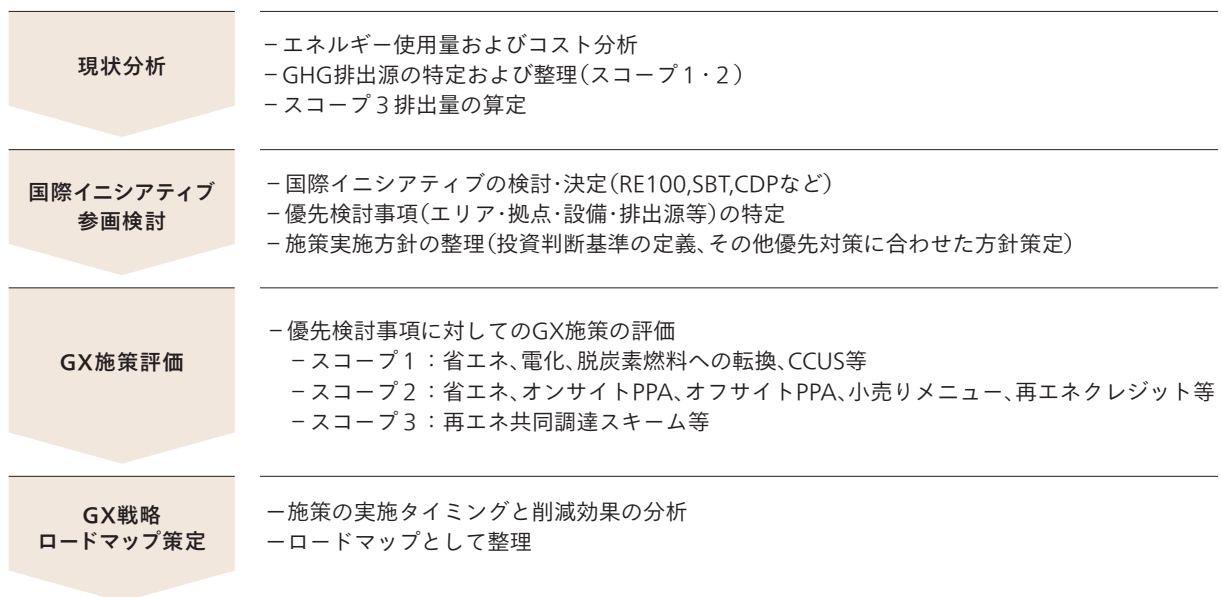 現状分析
－エネルギー使用量およびコスト分析
－GHG排出源の特定および整理（スコープ1・2）
－スコープ3排出量の算定
国際イニシアティブ
参画検討
－国際イニシアティブの検討・決定（RE100,SBT,CDPなど）
－優先検討事項（エリア・拠点・設備・排出源等）の特定
－施策実施方針の整理（投資判断基準の定義、その他優先対策に合わせた方針策定）
GX施策評価
－優先検討事項に対してのGX施策の評価
－スコープ1：省エネ、電化、脱炭素燃料への転換、CCUS等
－スコープ2：省エネ、オンサイトPPA、オフサイトPPA、小売りメニュー、再エネクレジット等
－スコープ3：再エネ共同調達スキーム等
GX戦略
ロードマップ策定
ー施策の実施タイミングと削減効果の分析
ーロードマップとして整理